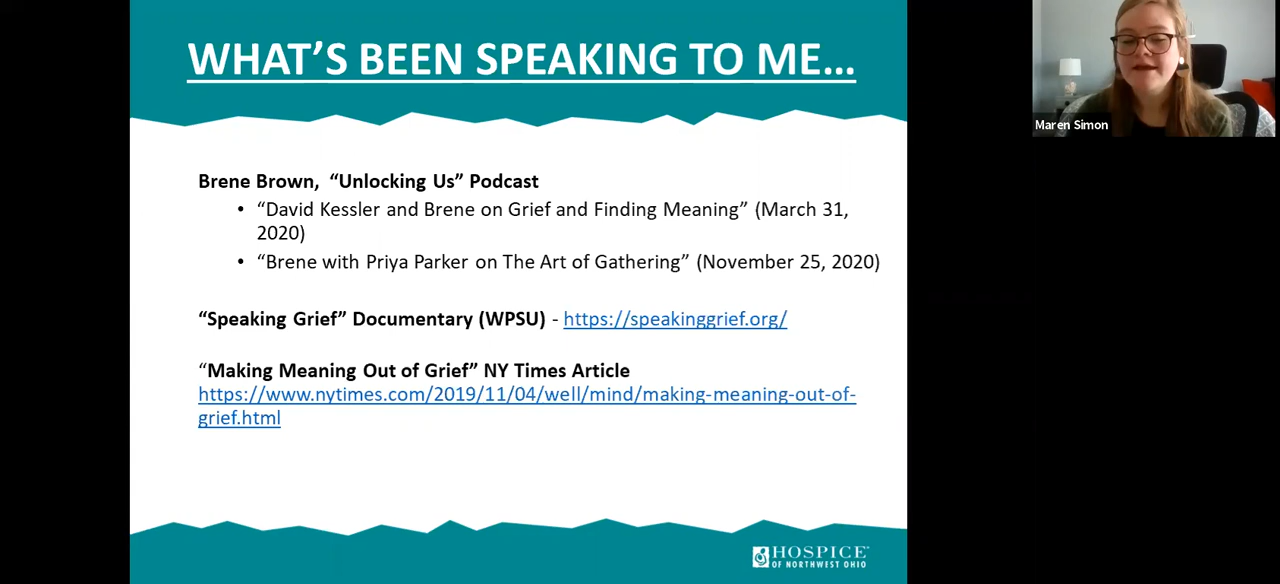 WHAT’S BEEN SPEAKING TO ME…
Maren Simon
Brene Brown, “Unlocking Us” Podcast
• “David Kessler and Brene on Grief and Finding Meaning” (March 31,
2020)
• “Brene with Priya Parker on The Art of Gathering” (November 25, 2020)
“Speaking Grief” Documentary (WPSU) - https://speakinggrief.org/
“Making Meaning Out of Grief” NY Times Article
https://www.nytimes.com/2019/11/04/well/mind/making-meaning-out-of-
grief.html
HOSPICE
OF NORTHWEST OHIO